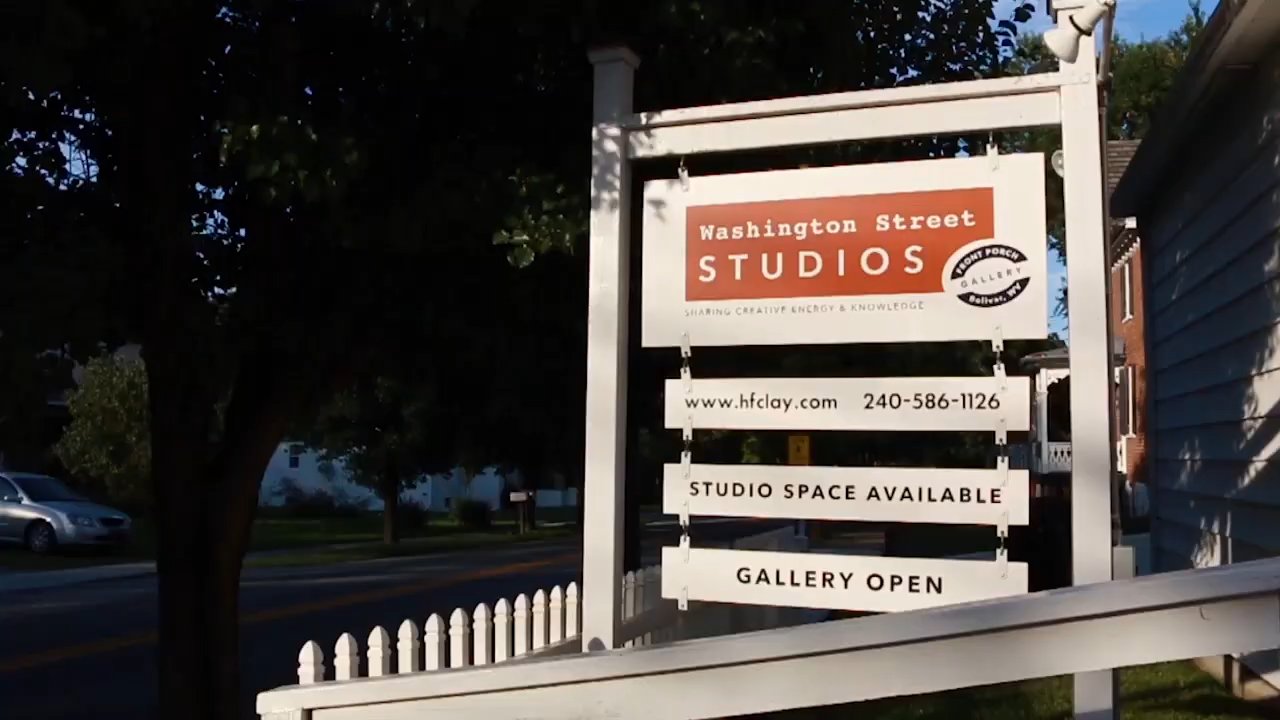 Washington Street
STUDIOS
FRONT PORCH
GALLERY
Bolivar, WV
SHARING CREATIVE ENERGY & KNOWLEDGE
www.hfclay.com 240-586-1126
STUDIO SPACE AVAILABLE
GALLERY OPEN